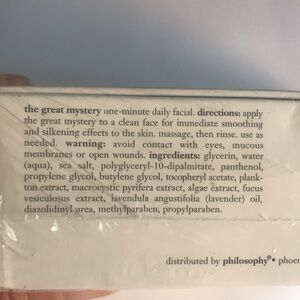 the great mystery one-minute daily facial. directions: apply
the great mystery to a clean face for immediate smoothing
and silkening effects to the skin. massage, then rinse. use as
needed. warning: avoid contact with eyes, mucous
membranes or open wounds. ingredients: glycerin, water
(aqua), sea salt, polyglyceryl-10-dipalmitate, panthenol,
propylene glycol, butylene glycol, tocopheryl acetate, plank-
ton extract, macrocystic pyrifera extract, algae extract, fucus
vesiculosus extract, lavendula angustifolia (lavender) oil,
diazolidinyl urea, methylparaben, propylparaben.
distributed by philosophy® • phoe